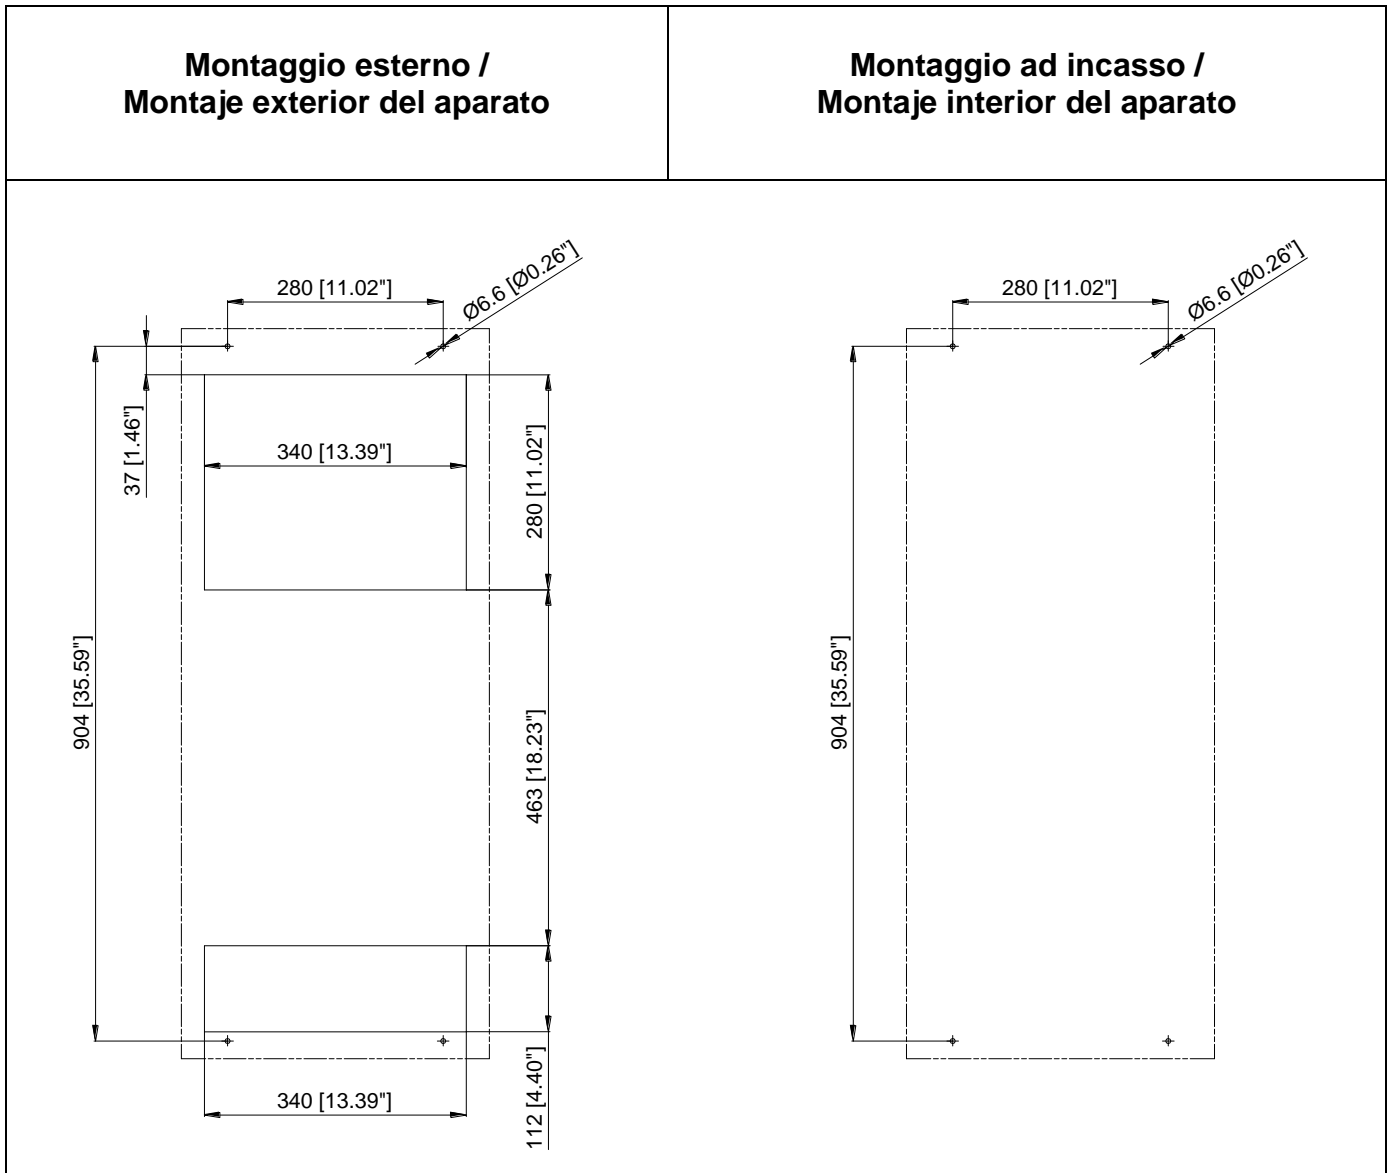 Montaggio esterno /
Montaje exterior del aparato
Montaggio ad incasso /
Montaje interior del aparato
280 [11.02"]
Ø6.6 [Ø0.26"]
37 [1.46"]
340 [13.39"]
280 [11.02"]
904 [35.59"]
463 [18.23"]
340 [13.39"]
112 [4.40"]
280 [11.02"]
Ø6.6 [Ø0.26"]
904 [35.59"]